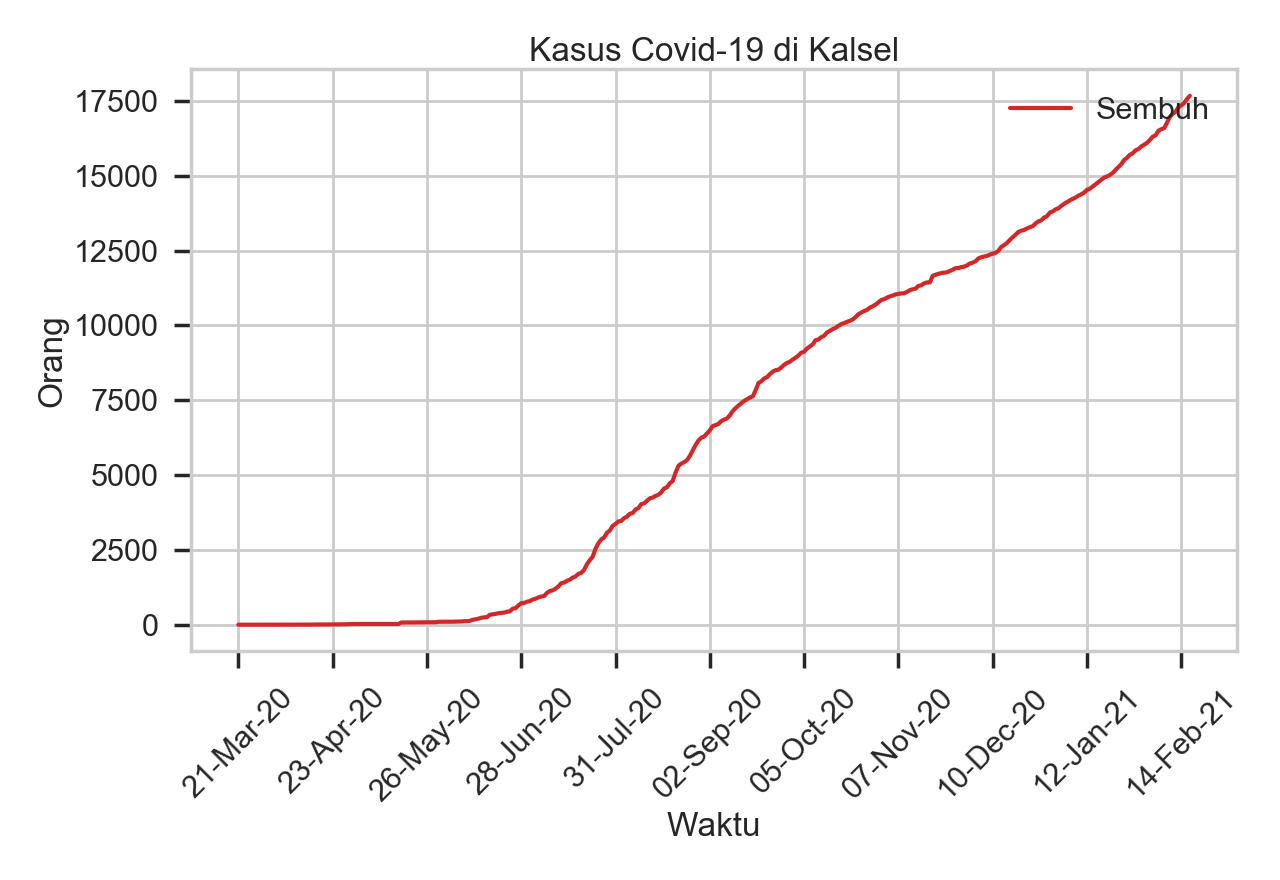 Kasus Covid-19 di Kalsel
Sembuh
17500
15000
12500
10000
7500
5000
2500
0
Orang
21-Mar-20
23-Apr-20
26-May-20
28-Jun-20
31-Jul-20
02-Sep-20
05-Oct-20
07-Nov-20
10-Dec-20
12-Jan-21
14-Feb-21
Waktu